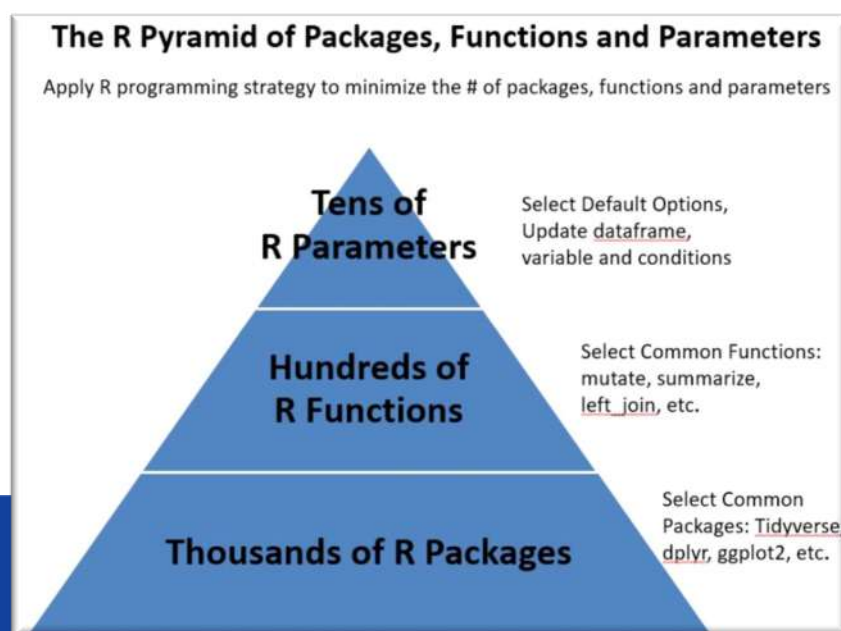 The R Pyramid of Packages, Functions and Parameters
Apply R programming strategy to minimize the # of packages, functions and parameters
Tens of
R Parameters
Select Default Options,
Update dataframe,
variable and conditions
Hundreds of
R Functions
Select Common Functions:
mutate, summarize,
left_join, etc.
Thousands of R Packages
Select Common
Packages: Tidyverse
dplyr, ggplot2, etc.